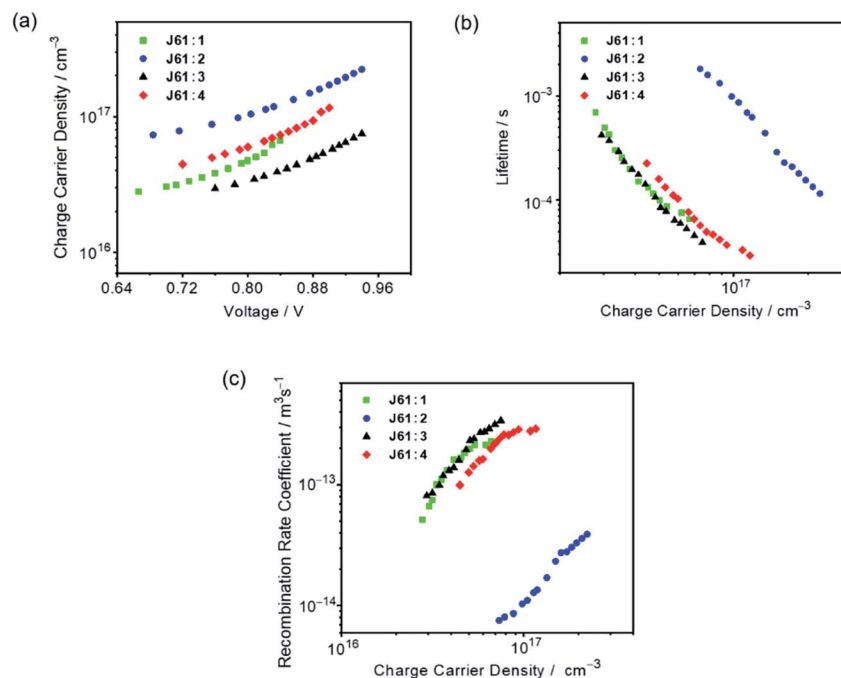 (a)
Charge Carrier Density / cm⁻³
J61:1
J61:2
J61:3
J61:4
10¹⁷
10¹⁶
0.64 0.72 0.80 0.88 0.96
Voltage / V
(b)
Lifetime / s
J61:1
J61:2
J61:3
J61:4
10⁻³
10⁻⁴
10¹⁷
Charge Carrier Density / cm⁻³
(c)
Recombination Rate Coefficient / m³s⁻¹
J61:1
J61:2
J61:3
J61:4
10⁻¹³
10⁻¹⁴
10¹⁶ 10¹⁷
Charge Carrier Density / cm⁻³